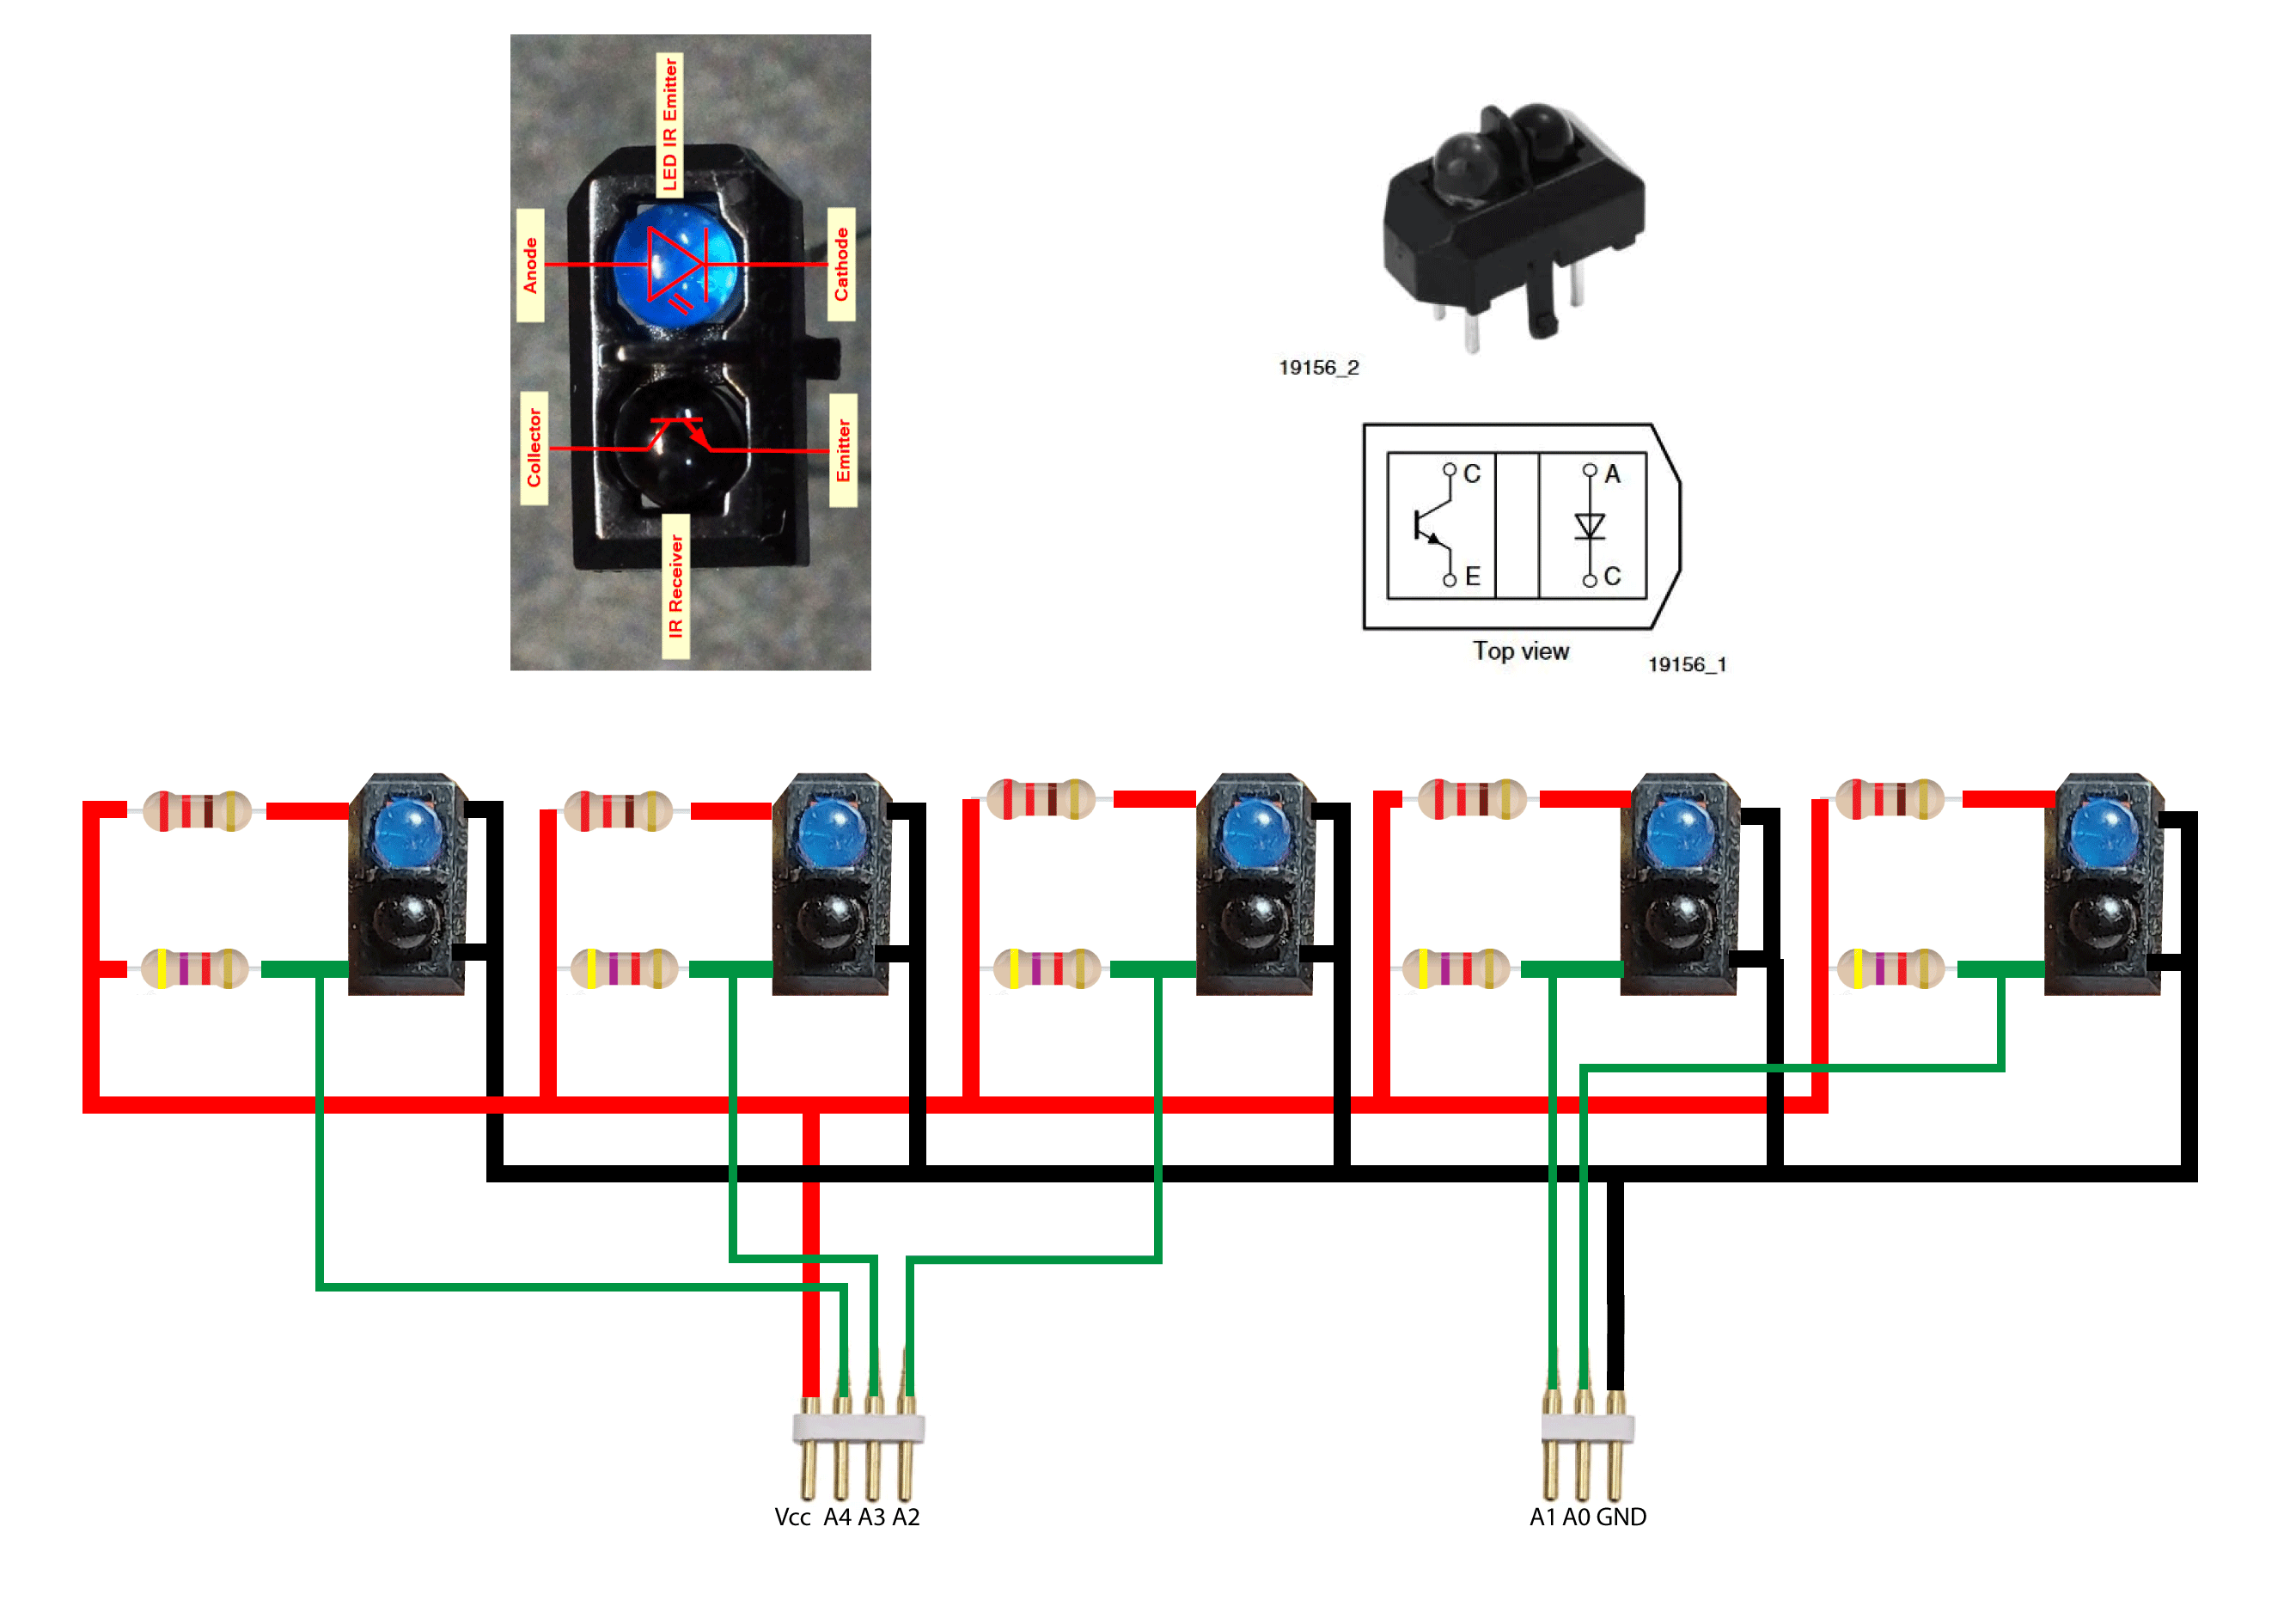 LED IR Emitter
Anode
Cathode
Collector
Emitter
IR Receiver
19156_2
C
A
E
C
Top view
19156_1
Vcc A4 A3 A2
A1 A0 GND